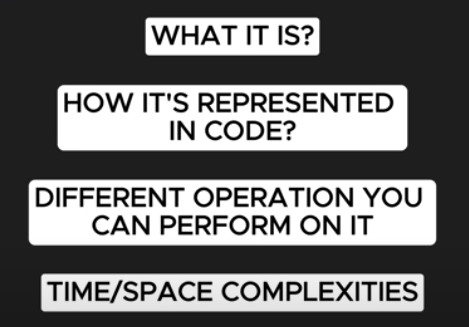 WHAT IT IS?
HOW IT'S REPRESENTED
IN CODE?
DIFFERENT OPERATION YOU
CAN PERFORM ON IT
TIME/SPACE COMPLEXITIES